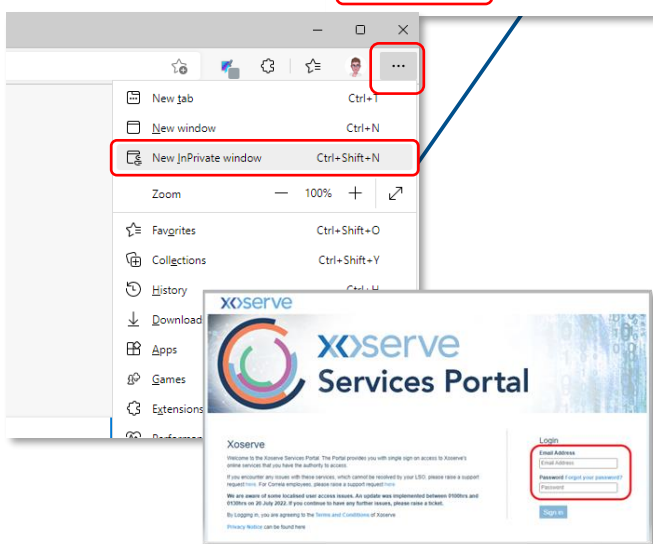 New tab Ctrl+T
New window Ctrl+N
New InPrivate window Ctrl+Shift+N
Zoom 100%
Favorites Ctrl+Shift+O
Collections Ctrl+Shift+Y
History Ctrl+H
Download
Apps
Games
Extensions
xoserve
xoserve
Services Portal
Xoserve
Welcome to the Xoserve Services Portal. The Portal provides you with single sign on access to Xoserve's
online services that you have the authority to access.
If you encounter any issues with these services, which cannot be resolved by your LSO, please raise a support
request here. For Correla employees, please raise a support request here
We are aware of some localised user access issues. An update was implemented between 0100hrs and
0130hrs on 26 July 2022. If you continue to have any further issues, please raise a ticket.
By Logging in, you are agreeing to the Terms and Conditions of Xoserve
Privacy Notice can be found here
Login
Email Address
Email Address
Password Forgot your password?
Password
Sign in